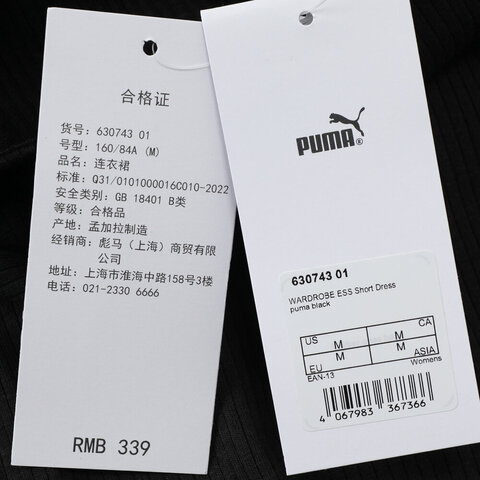 合格证
货号: 630743 01
号型: 160/84A (M)
品名: 连衣裙
标准: Q31/0101000016C010-2022
安全类别: GB 18401 B类
等级: 合格品
产地: 孟加拉制造
经销商: 彪马（上海）商贸有限
公司
地址: 上海市淮海中路158号3楼
电话: 021-2330 6666
RMB 339
PUMA®
630743 01
WARDROBE ESS Short Dress
puma black
US M M CA
EU M M ASIA
EAN-13 Womens
4 067983 367366